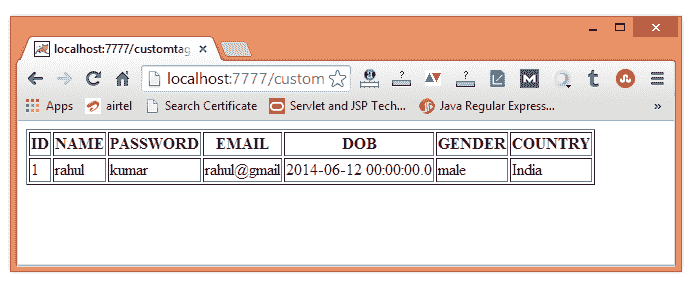 localhost:7777/customtag
localhost:7777/custom
Apps airtel Search Certificate Servlet and JSP Tech... Java Regular Express... »
ID NAME PASSWORD EMAIL DOB GENDER COUNTRY
1 rahul kumar rahul@gmail 2014-06-12 00:00:00.0 male India